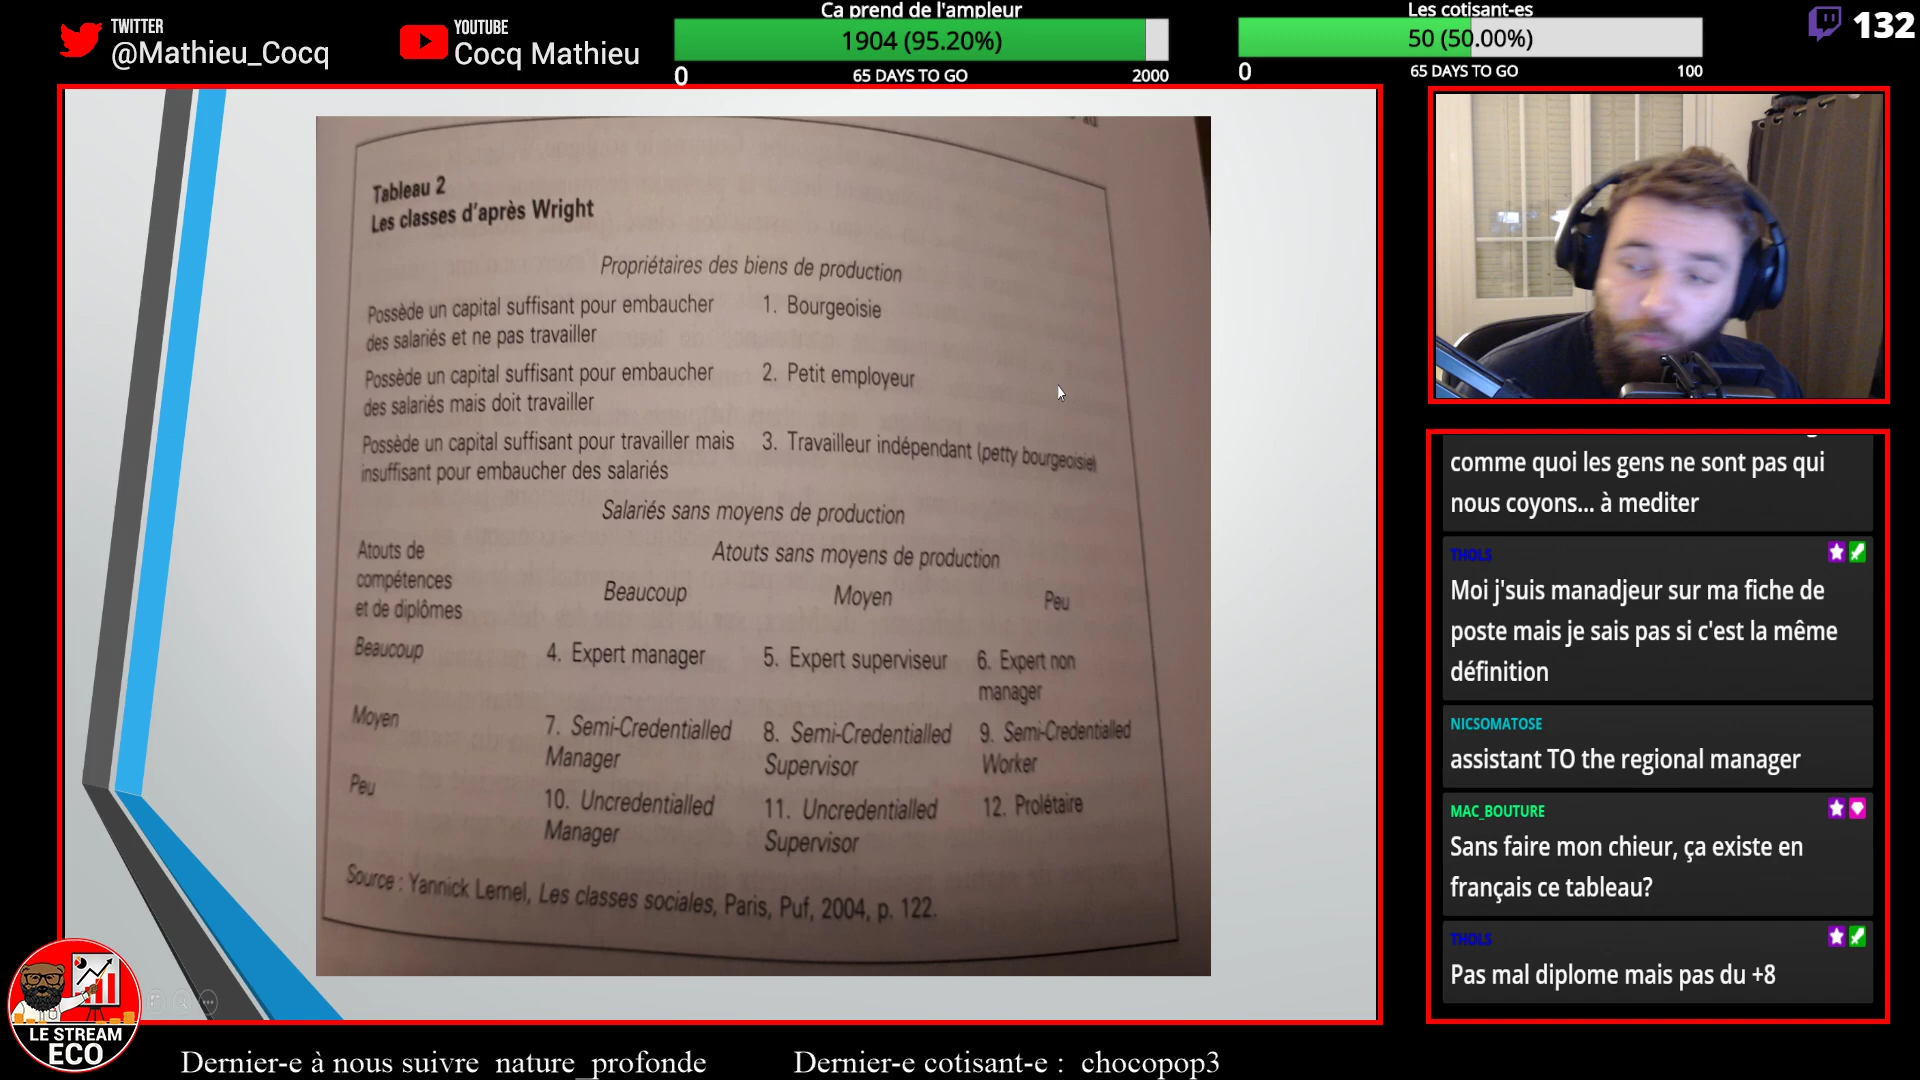 TWITTER
@Mathieu_Cocq
YOUTUBE
Cocq Mathieu
Ca prend de l'ampleur
1904 (95.20%)
0 65 DAYS TO GO 2000
Les cotisant-es
50 (50.00%)
0 65 DAYS TO GO 100
132
Tableau 2
Les classes d'après Wright
Propriétaires des biens de production
Possède un capital suffisant pour embaucher 1. Bourgeoisie
des salariés et ne pas travailler
Possède un capital suffisant pour embaucher 2. Petit employeur
des salariés mais doit travailler
Possède un capital suffisant pour travailler mais 3. Travailleur indépendant (petty bourgeoisie)
insuffisant pour embaucher des salariés
Salariés sans moyens de production
Atouts de Atouts sans moyens de production
compétences
et de diplômes Beaucoup Moyen Peu
Beaucoup 4. Expert manager 5. Expert superviseur 6. Expert non
manager
Moyen 7. Semi-Credentialled 8. Semi-Credentialled 9. Semi-Credentialled
Manager Supervisor Worker
Peu 10. Uncredentialled 11. Uncredentialled 12. Prolétaire
Manager Supervisor
Source : Yannick Lemel, Les classes sociales, Paris, Puf, 2004, p. 122.
comme quoi les gens ne sont pas qui
nous coyons... à mediter
THOLS
Moi j'suis manadjeur sur ma fiche de
poste mais je sais pas si c'est la même
définition
NICSOMATOSE
assistant TO the regional manager
MAC_BOUTURE
Sans faire mon chieur, ça existe en
français ce tableau?
THOLS
Pas mal diplome mais pas du +8
LE STREAM
ECO
Dernier-e à nous suivre nature_profonde
Dernier-e cotisant-e : chocopop3